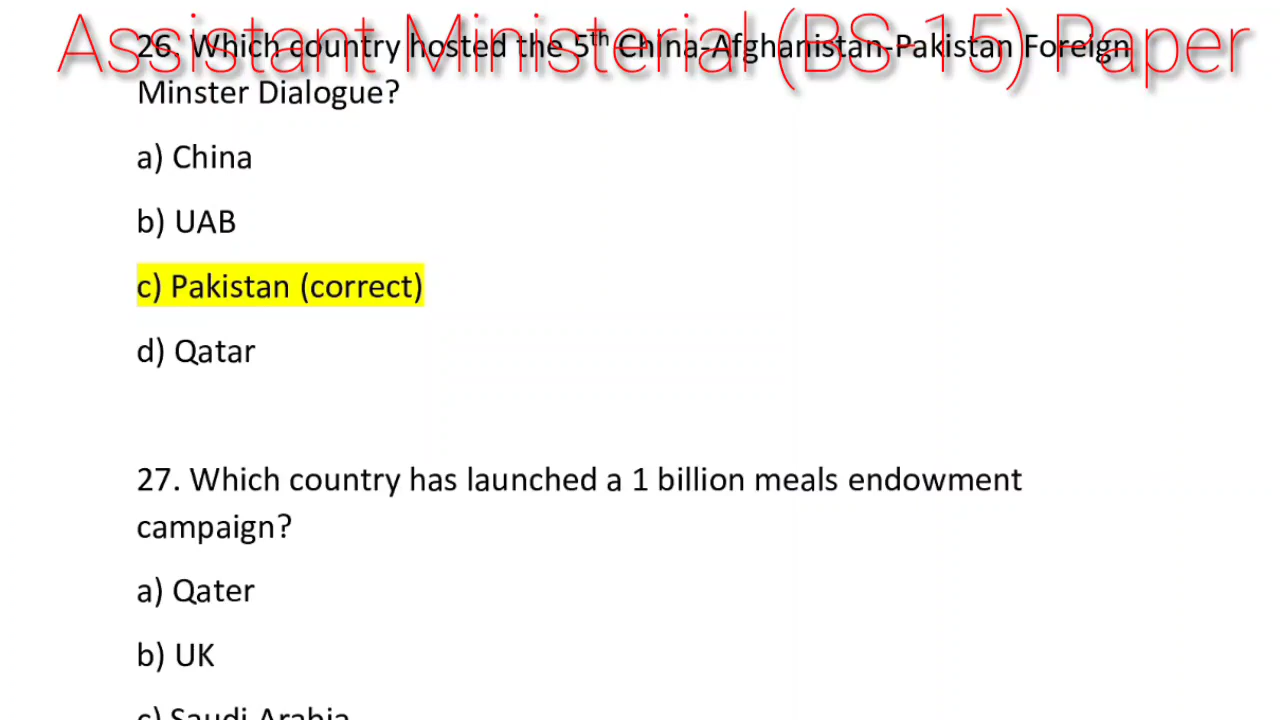 Assistant Ministerial (BS-15) Paper
26. Which country hosted the 5th China-Afghanistan-Pakistan Foreign
Minster Dialogue?
a) China
b) UAB
c) Pakistan (correct)
d) Qatar
27. Which country has launched a 1 billion meals endowment
campaign?
a) Qater
b) UK
c) Saudi Arabia